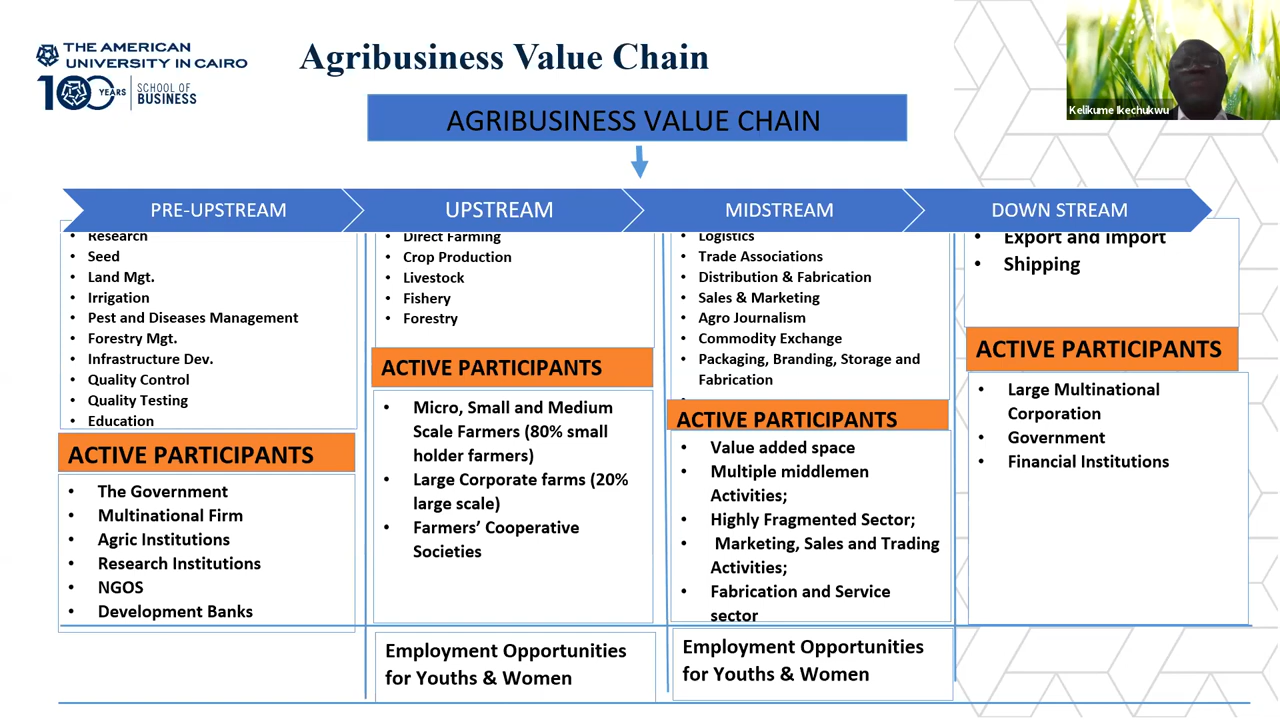 THE AMERICAN
UNIVERSITY IN CAIRO
100 YEARS
SCHOOL OF
BUSINESS
Agribusiness Value Chain
Kelikume Ikechukwu
AGRIBUSINESS VALUE CHAIN
PRE-UPSTREAM
UPSTREAM
MIDSTREAM
DOWN STREAM
• Research
• Seed
• Land Mgt.
• Irrigation
• Pest and Diseases Management
• Forestry Mgt.
• Infrastructure Dev.
• Quality Control
• Quality Testing
• Education
ACTIVE PARTICIPANTS
• The Government
• Multinational Firm
• Agric Institutions
• Research Institutions
• NGOS
• Development Banks
• Direct Farming
• Crop Production
• Livestock
• Fishery
• Forestry
ACTIVE PARTICIPANTS
• Micro, Small and Medium
Scale Farmers (80% small
holder farmers)
• Large Corporate farms (20%
large scale)
• Farmers’ Cooperative
Societies
Employment Opportunities
for Youths & Women
• Logistics
• Trade Associations
• Distribution & Fabrication
• Sales & Marketing
• Agro Journalism
• Commodity Exchange
• Packaging, Branding, Storage and
Fabrication
ACTIVE PARTICIPANTS
• Value added space
• Multiple middlemen
Activities;
• Highly Fragmented Sector;
• Marketing, Sales and Trading
Activities;
• Fabrication and Service
sector
Employment Opportunities
for Youths & Women
• Export and Import
• Shipping
ACTIVE PARTICIPANTS
• Large Multinational
Corporation
• Government
• Financial Institutions